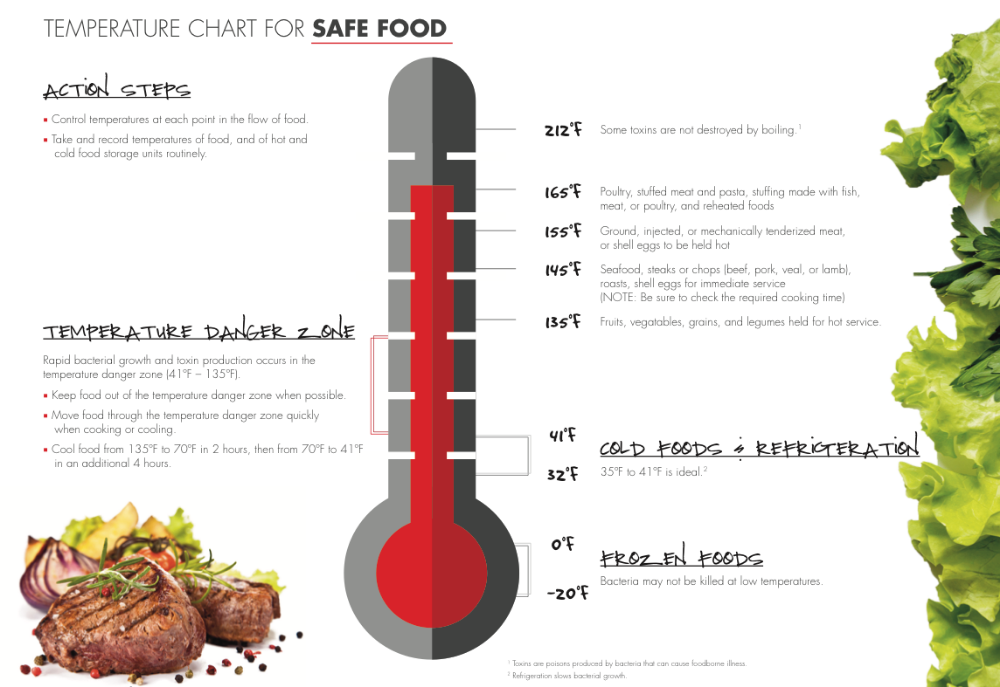 TEMPERATURE CHART FOR SAFE FOOD
ACTION STEPS
▪ Control temperatures at each point in the flow of food.
▪ Take and record temperatures of food, and of hot and
cold food storage units routinely.
212°F Some toxins are not destroyed by boiling.¹
165°F Poultry, stuffed meat and pasta, stuffing made with fish,
meat, or poultry, and reheated foods
155°F Ground, injected, or mechanically tenderized meat,
or shell eggs to be held hot
145°F Seafood, steaks or chops (beef, pork, veal, or lamb),
roasts, shell eggs for immediate service
(NOTE: Be sure to check the required cooking time)
135°F Fruits, vegatables, grains, and legumes held for hot service.
TEMPERATURE DANGER ZONE
Rapid bacterial growth and toxin production occurs in the
temperature danger zone (41°F – 135°F).
▪ Keep food out of the temperature danger zone when possible.
▪ Move food through the temperature danger zone quickly
when cooking or cooling.
▪ Cool food from 135°F to 70°F in 2 hours, then from 70°F to 41°F
in an additional 4 hours.
41°F
COLD FOODS & REFRIGTERATION
32°F 35°F to 41°F is ideal.²
0°F
FROZEN FOODS
-20°F Bacteria may not be killed at low temperatures.
¹ Toxins are poisons produced by bacteria that can cause foodborne illness.
² Refrigeration slows bacterial growth.